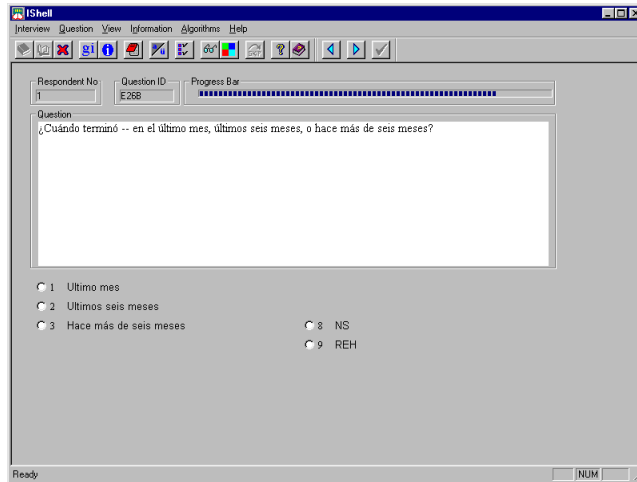 IShell
Interview Question View Information Algorithms Help
gi
SKIP
Respondent No
1
Question ID
E26B
Progress Bar
Question
¿Cuándo terminó -- en el último mes, últimos seis meses, o hace más de seis meses?
1 Ultimo mes
2 Ultimos seis meses
3 Hace más de seis meses
8 NS
9 REH
Ready
NUM